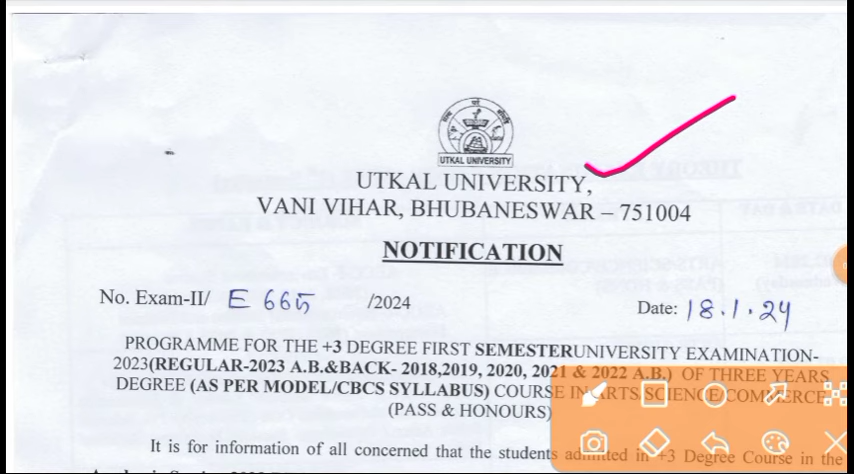 UTKAL UNIVERSITY
UTKAL UNIVERSITY,
VANI VIHAR, BHUBANESWAR – 751004
NOTIFICATION
No. Exam-II/ E 665 /2024
Date: 18.1.24
PROGRAMME FOR THE +3 DEGREE FIRST SEMESTERUNIVERSITY EXAMINATION-
2023(REGULAR-2023 A.B.&BACK- 2018,2019, 2020, 2021 & 2022 A.B.) OF THREE YEARS
DEGREE (AS PER MODEL/CBCS SYLLABUS) COURSE IN ARTS/SCIENCE/COMMERCE
(PASS & HONOURS)
It is for information of all concerned that the students admitted in +3 Degree Course in the